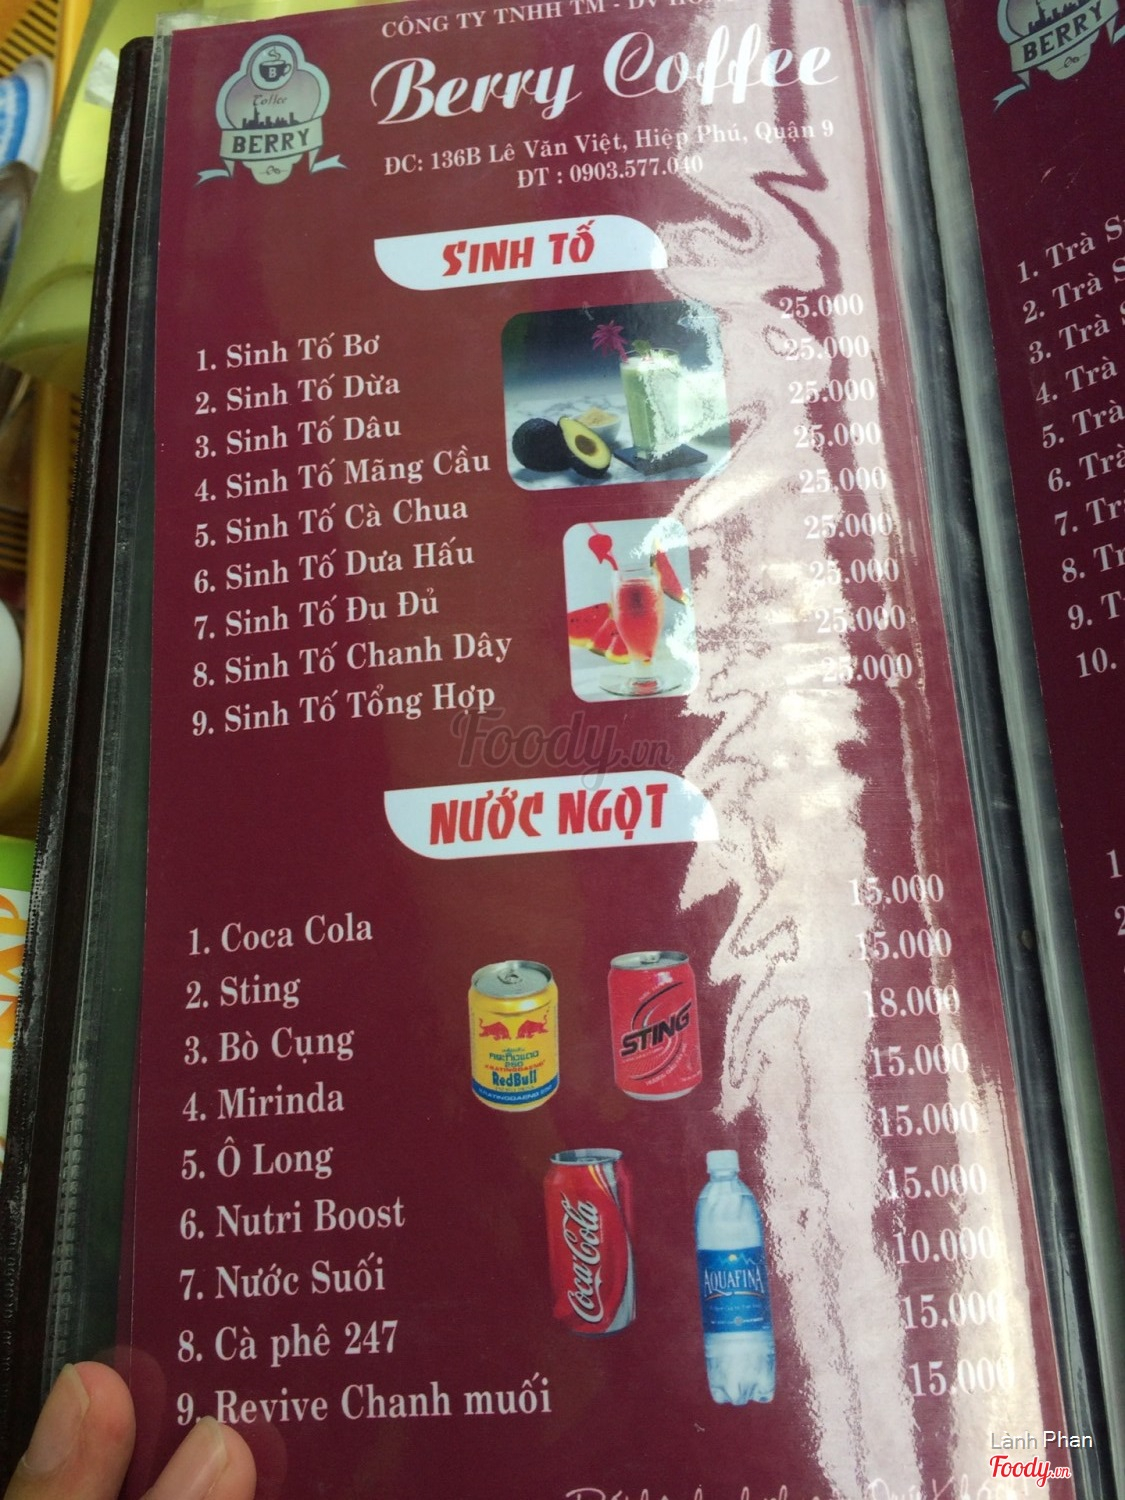 CÔNG TY TNHH TM - DV
Berry Coffee
ĐC: 136B Lê Văn Việt, Hiệp Phú, Quận 9
ĐT : 0903.577.040
B
Coffee
BERRY
SINH TỐ
1. Sinh Tố Bơ 25.000
2. Sinh Tố Dừa 25.000
3. Sinh Tố Dâu 25.000
4. Sinh Tố Mãng Cầu 25.000
5. Sinh Tố Cà Chua 25.000
6. Sinh Tố Dưa Hấu 25.000
7. Sinh Tố Đu Đủ 25.000
8. Sinh Tố Chanh Dây 25.000
9. Sinh Tố Tổng Hợp 25.000
Foody.vn
NƯỚC NGỌT
1. Coca Cola 15.000
2. Sting 15.000
3. Bò Cụng 18.000
4. Mirinda 15.000
5. Ô Long 15.000
6. Nutri Boost 15.000
7. Nước Suối 10.000
8. Cà phê 247 15.000
9. Revive Chanh muối 15.000
RedBull
STING
Coca Cola
AQUAFINA
BERRY
1. Trà
2. Trà
3. Trà
4. Trà
5. Trà
6. Trà
7.
8.
9.
10.
1
2
Lành Phan
Foody.vn